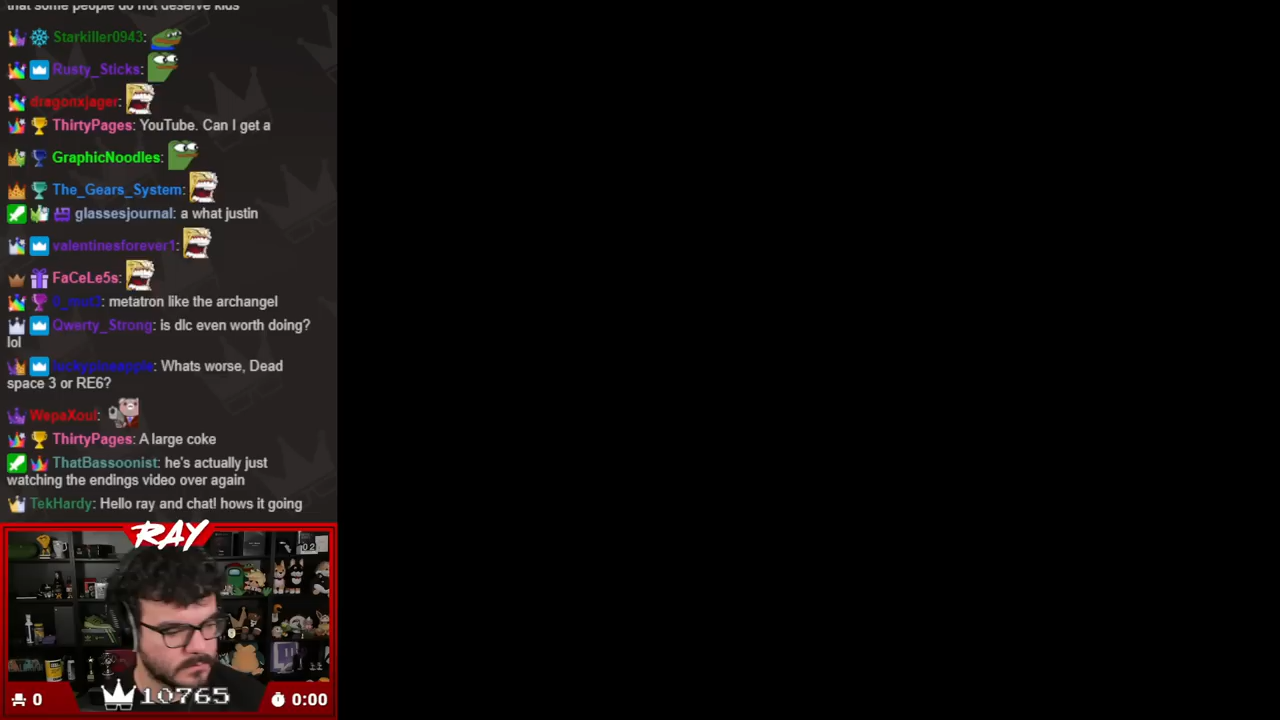 that some people do not deserve kids
Starkiller0943:
Rusty_Sticks:
dragonxjager:
ThirtyPages: YouTube. Can I get a
GraphicNoodles:
The_Gears_System:
glassesjournal: a what justin
valentinesforever1:
FaCeLe5s:
metatron like the archangel
Qwerty_Strong: is dlc even worth doing?
lol
luckypineapple: Whats worse, Dead
space 3 or RE6?
WepaXoul:
ThirtyPages: A large coke
ThatBassoonist: he's actually just
watching the endings video over again
TekHardy: Hello ray and chat! hows it going
RAY
0
10765
0:00